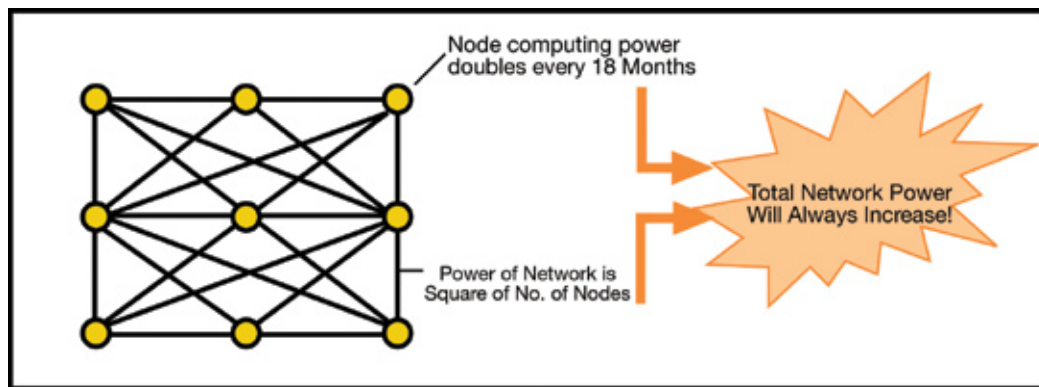 Node computing power
doubles every 18 Months
Total Network Power
Will Always Increase!
Power of Network is
Square of No. of Nodes